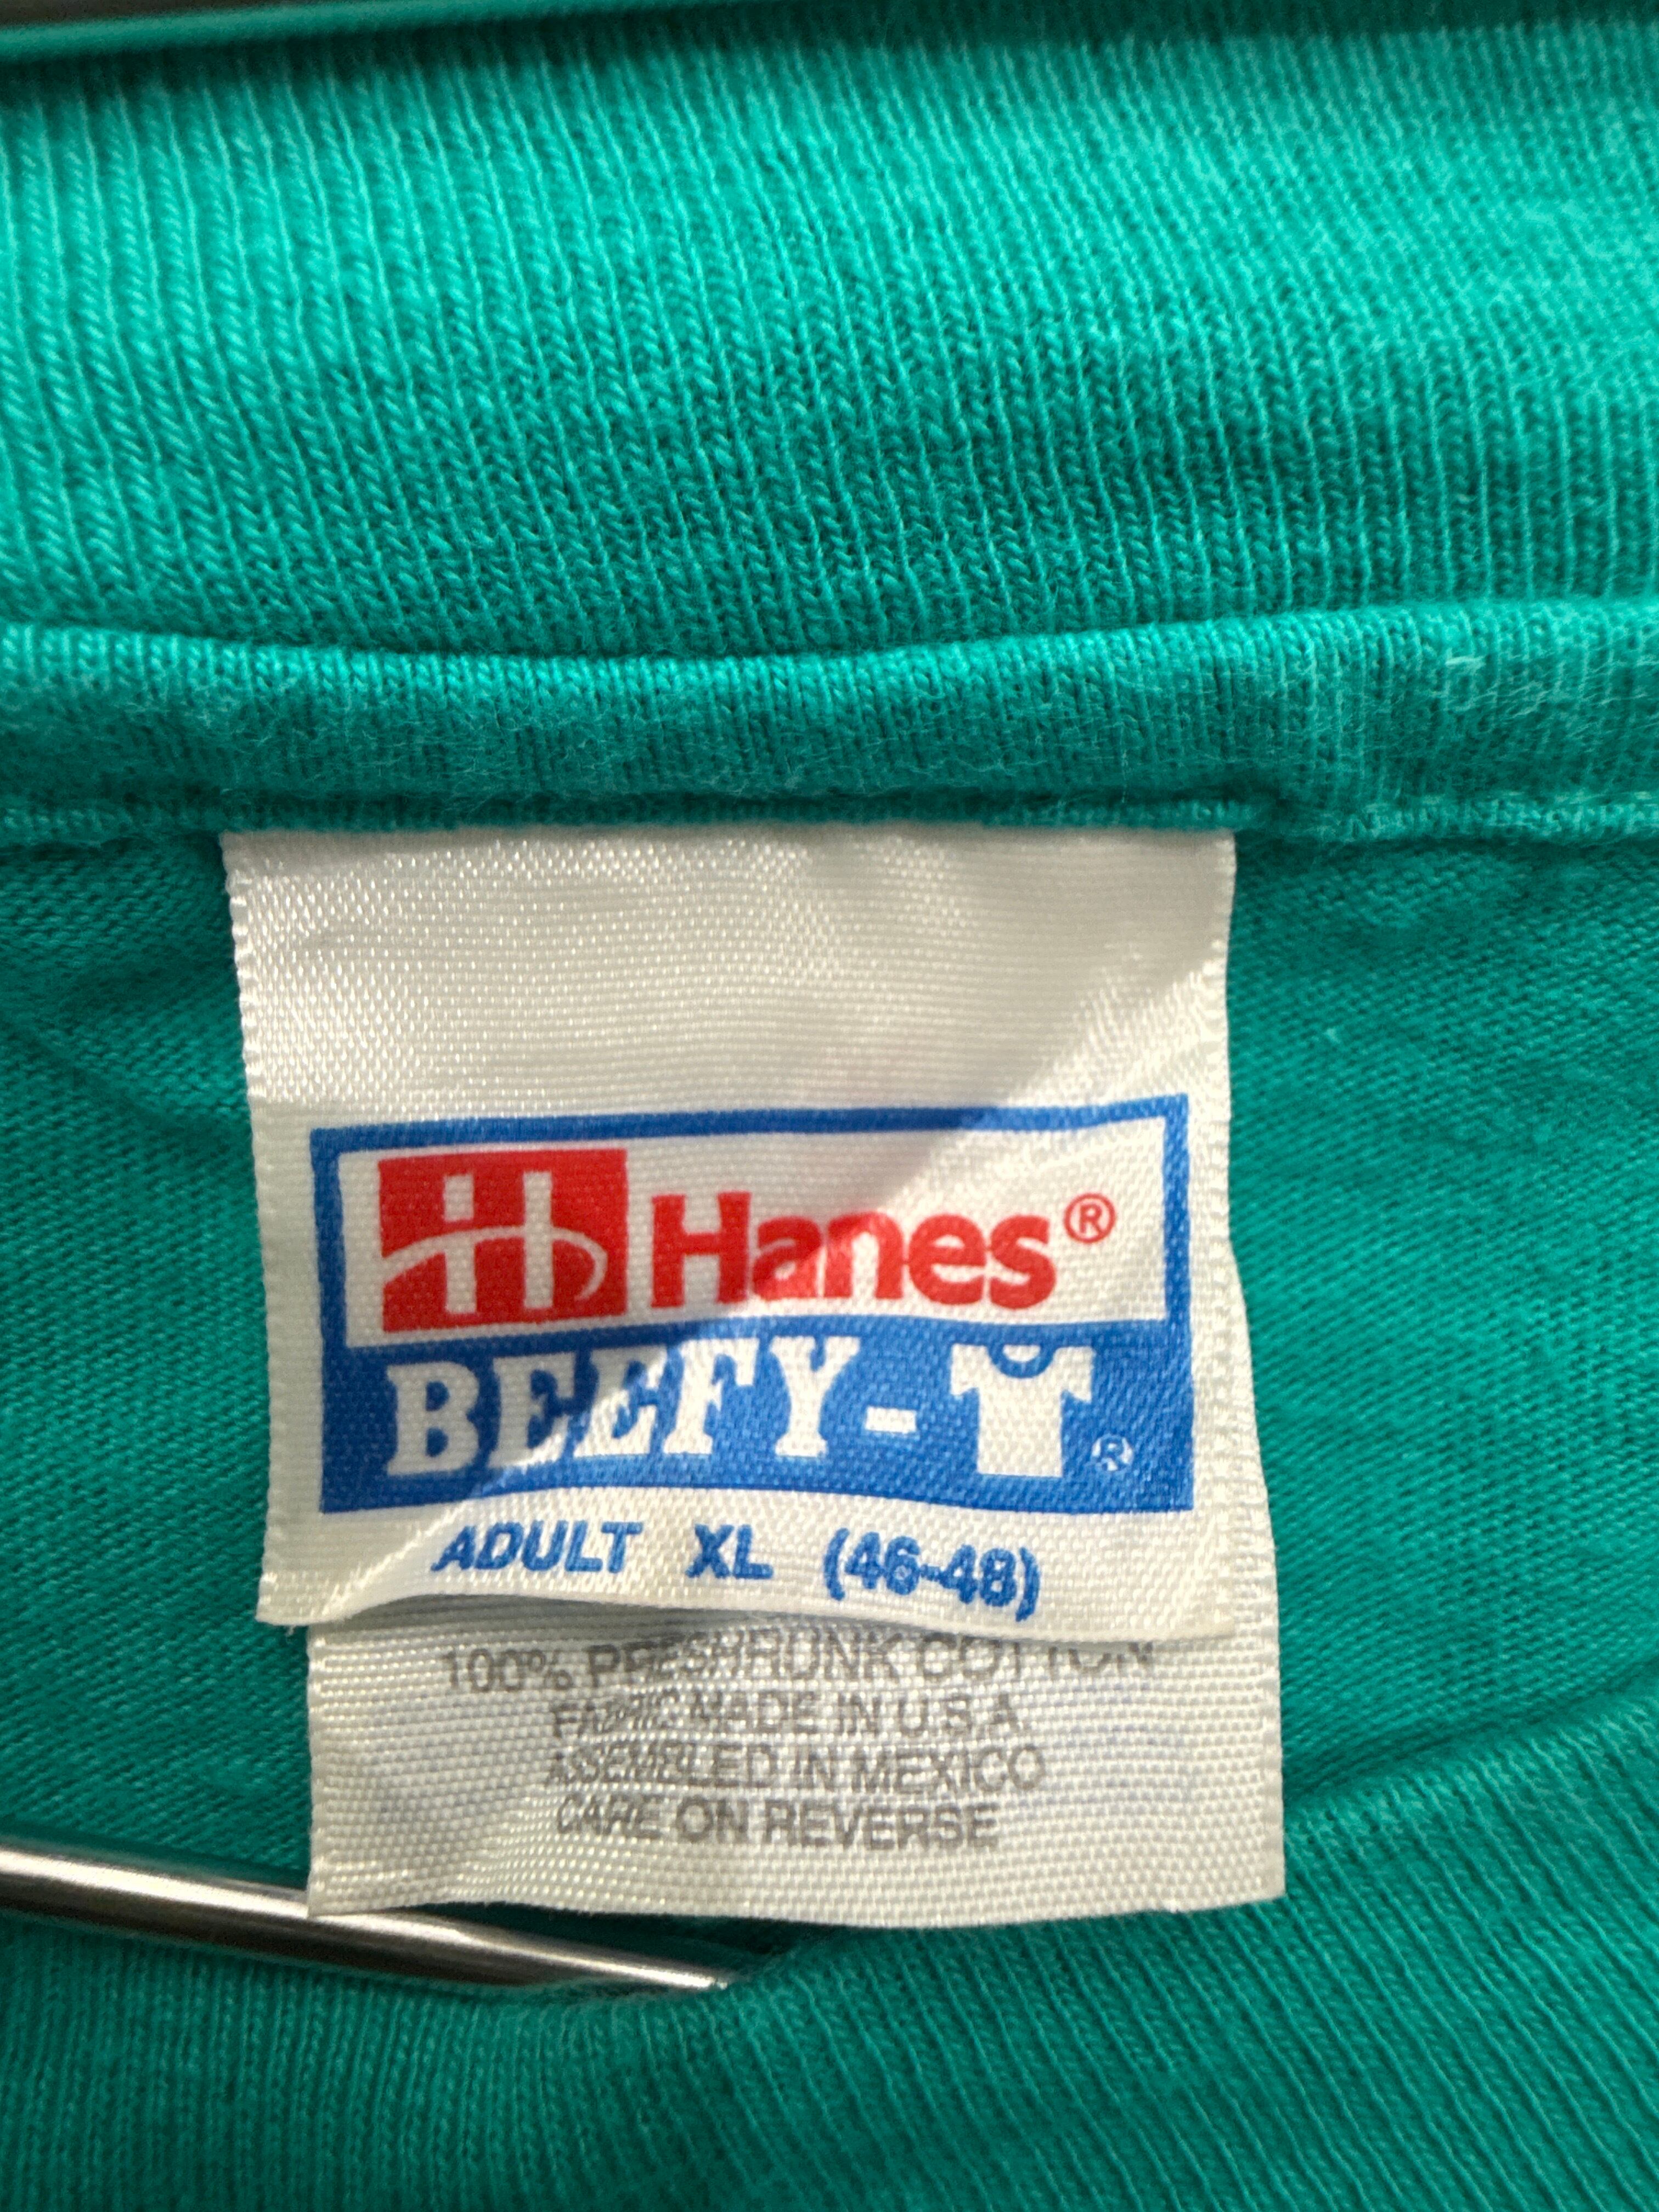 H Hanes®
BEEFY-T®
ADULT XL (46-48)
100% PRESHRUNK COTTON
FABRIC MADE IN U.S.A.
ASSEMBLED IN MEXICO
CARE ON REVERSE